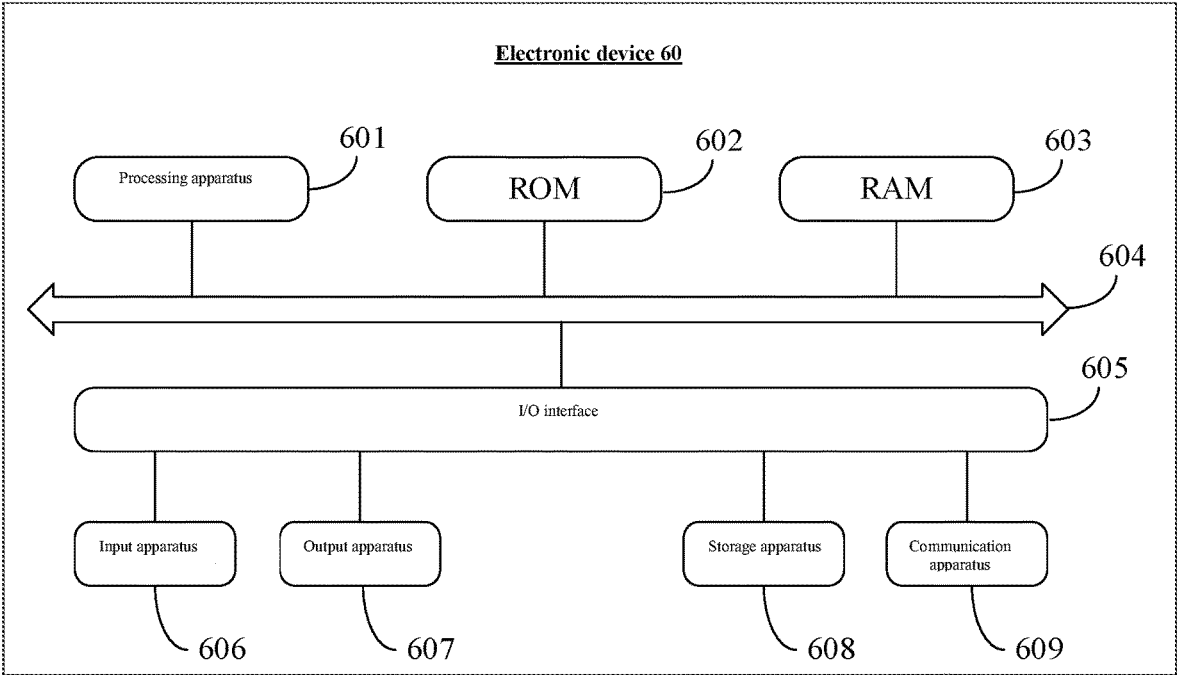 Electronic device 60
601
602
603
Processing apparatus
ROM
RAM
604
605
I/O interface
Input apparatus
Output apparatus
Storage apparatus
Communication
apparatus
606
607
608
609